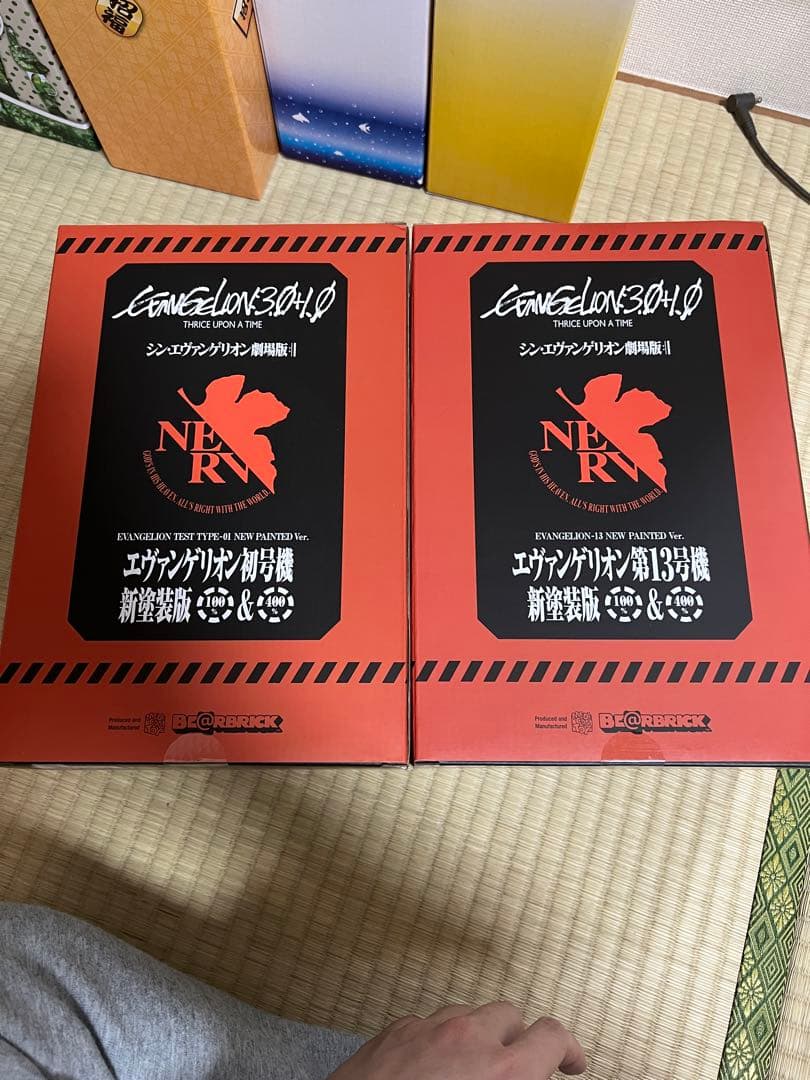 招福
EVANGELION:3.0+1.0
THRICE UPON A TIME
シン・エヴァンゲリオン劇場版:||
NERV
GOD'S IN HIS HEAVEN. ALL'S RIGHT WITH THE WORLD.
EVANGELION TEST TYPE-01 NEW PAINTED Ver.
エヴァンゲリオン初号機
新塗装版 100% & 400%
Produced and
Manufactured
BE@RBRICK
EVANGELION:3.0+1.0
THRICE UPON A TIME
シン・エヴァンゲリオン劇場版:||
NERV
GOD'S IN HIS HEAVEN. ALL'S RIGHT WITH THE WORLD.
EVANGELION-13 NEW PAINTED Ver.
エヴァンゲリオン第13号機
新塗装版 100% & 400%
Produced and
Manufactured
BE@RBRICK